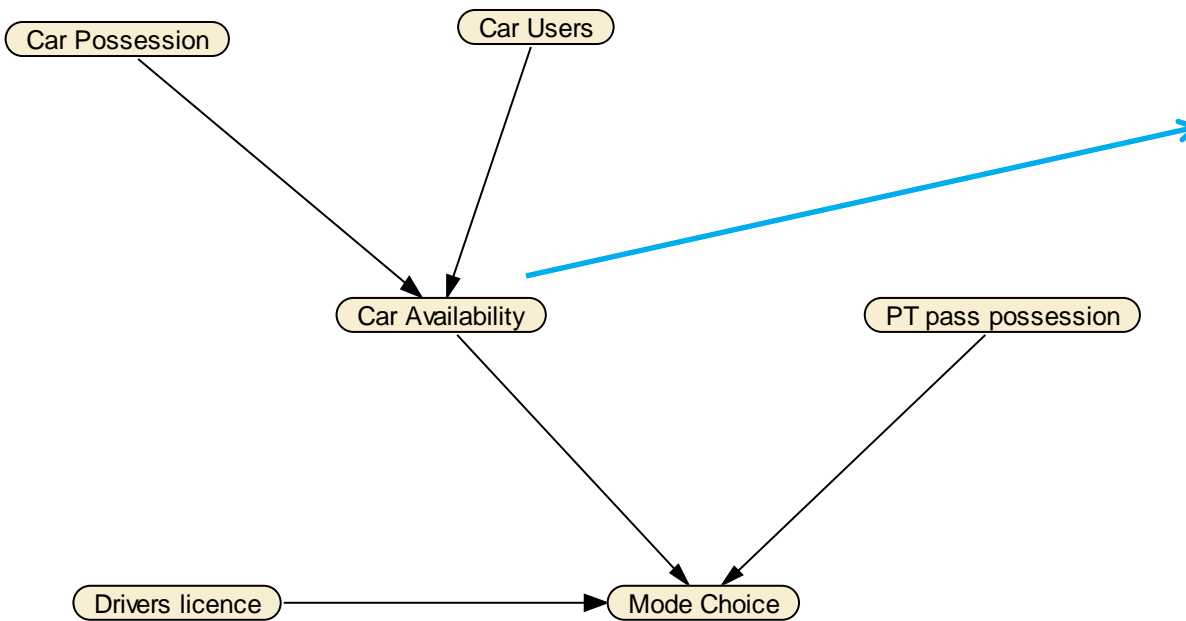 Car Possession
Car Users
Car Availability
PT pass possession
Drivers licence
Mode Choice